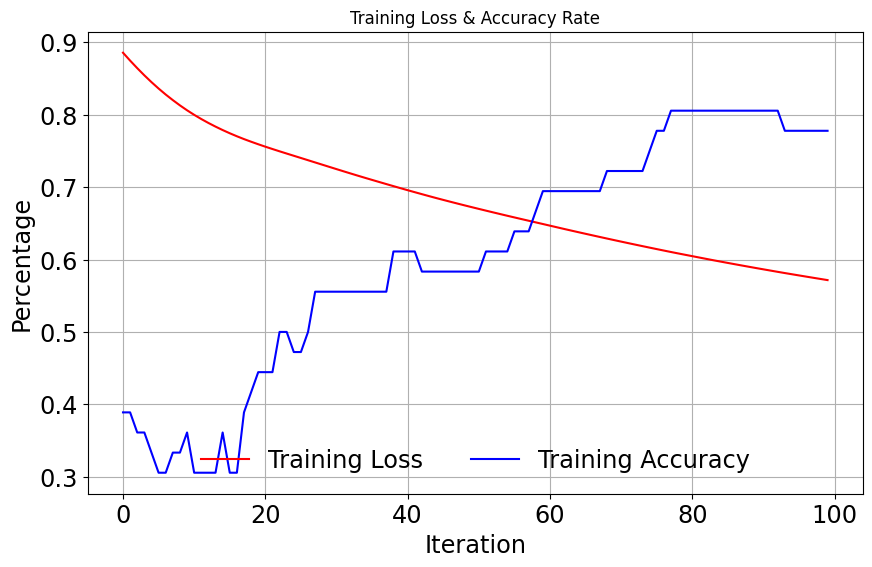 Training Loss & Accuracy Rate
0.9
0.8
0.7
0.6
0.5
0.4
0.3
Percentage
Training Loss
Training Accuracy
0
20
40
60
80
100
Iteration